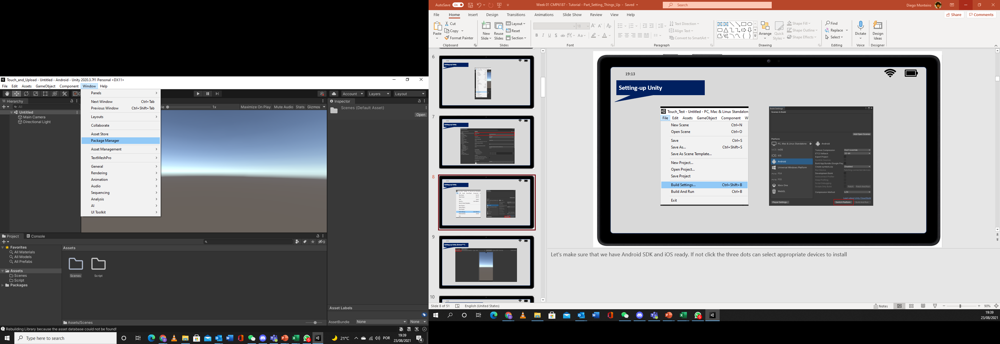 Touch_and_Upload - Untitled - Android - Unity 2020.3.7f1 Personal <DX11>
File Edit Assets GameObject Component Window Help
Account Layers Layout
Panels
Next Window Ctrl+Tab
Previous Window Ctrl+Shift+Tab
Layouts
Collaborate
Asset Store
Package Manager
Asset Management
TextMeshPro
General
Rendering
Animation
Audio
Sequencing
Analysis
AI
UI Toolkit
Hierarchy
All
Untitled
Main Camera
Directional Light
1x Maximize On Play Mute Audio Stats Gizmos
Inspector
Scenes (Default Asset)
Open
Project Console
9
Favorites
All Materials
All Models
All Prefabs
Assets
Scenes
Script
Packages
Assets
Scenes Script
Assets/Scenes
Asset Labels
AssetBundle None None
Rebuilding Library because the asset database could not be found!
Type here to search
6
21°C
POR
19:39
23/08/2021
4
AutoSave On
Week 01 CMP6187 - Tutorial - Part_Setting_Things_Up - Saved
Search
Diego Monteiro
File Home Insert Design Transitions Animations Slide Show Review View Help
Share Comments
Paste
Cut
Copy
Format Painter
Clipboard
New Slide
Reuse Slides
Layout
Reset
Section
Slides
18
Font
Text Direction
Align Text
Convert to SmartArt
Paragraph
Arrange
Quick Styles
Shape Fill
Shape Outline
Shape Effects
Drawing
Find
Replace
Select
Editing
Dictate
Voice
Design Ideas
Designer
6
Setting-up Unity
7
Setting-up Unity
8
Setting-up Unity
9
Setting-up Unity (Extras****)
10
19:13
Setting-up Unity
Touch_Test - Untitled - PC, Mac & Linux Standalon
File Edit Assets GameObject Component W
New Scene Ctrl+N
Open Scene Ctrl+O
Save Ctrl+S
Save As... Ctrl+Shift+S
Save As Scene Template...
New Project...
Open Project...
Save Project
Build Settings... Ctrl+Shift+B
Build And Run Ctrl+B
Exit
Build Settings
Scenes In Build
Add Open Scenes
Platform
PC, Mac & Linux Standalone
tvOS tvOS
iOS iOS
Android
Universal Windows Platform
PS4
PS5
Xbox One
WebGL
Android
Texture Compression Don't override
ETC2 fallback 32-bit
Export Project
Symlink Sources
Build App Bundle (Google Play
Create symbols.zip Disabled
Run Device Fetching connected devices
Development Build
Autoconnect Profiler
Deep Profiling
Script Debugging
Scripts Only Build Patch Patch And Run
Compression Method LZ4
Learn about Unity Cloud Build
Player Settings... Switch Platform Build And Run
Let's make sure that we have Android SDK and iOS ready. If not click the three dots can select appropriate devices to install
Slide 8 of 51 English (United States)
Notes
90%
6
19:39
23/08/2021